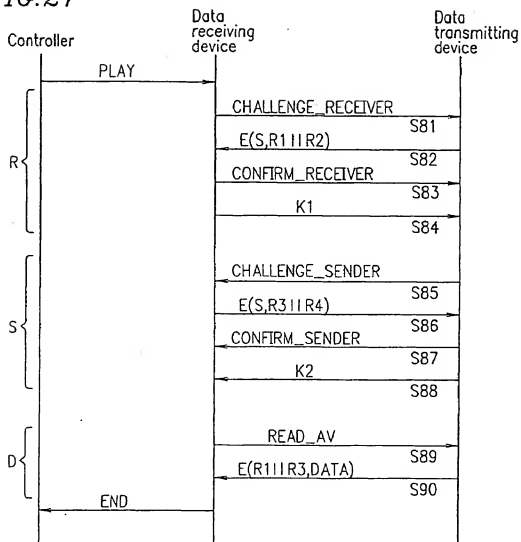 FIG.27
Controller
Data
receiving
device
Data
transmitting
device
PLAY
R
CHALLENGE_RECEIVER
S81
E(S,R1||R2)
S82
CONFIRM_RECEIVER
S83
K1
S84
S
CHALLENGE_SENDER
S85
E(S,R3||R4)
S86
CONFIRM_SENDER
S87
K2
S88
D
READ_AV
S89
E(R1||R3,DATA)
S90
END